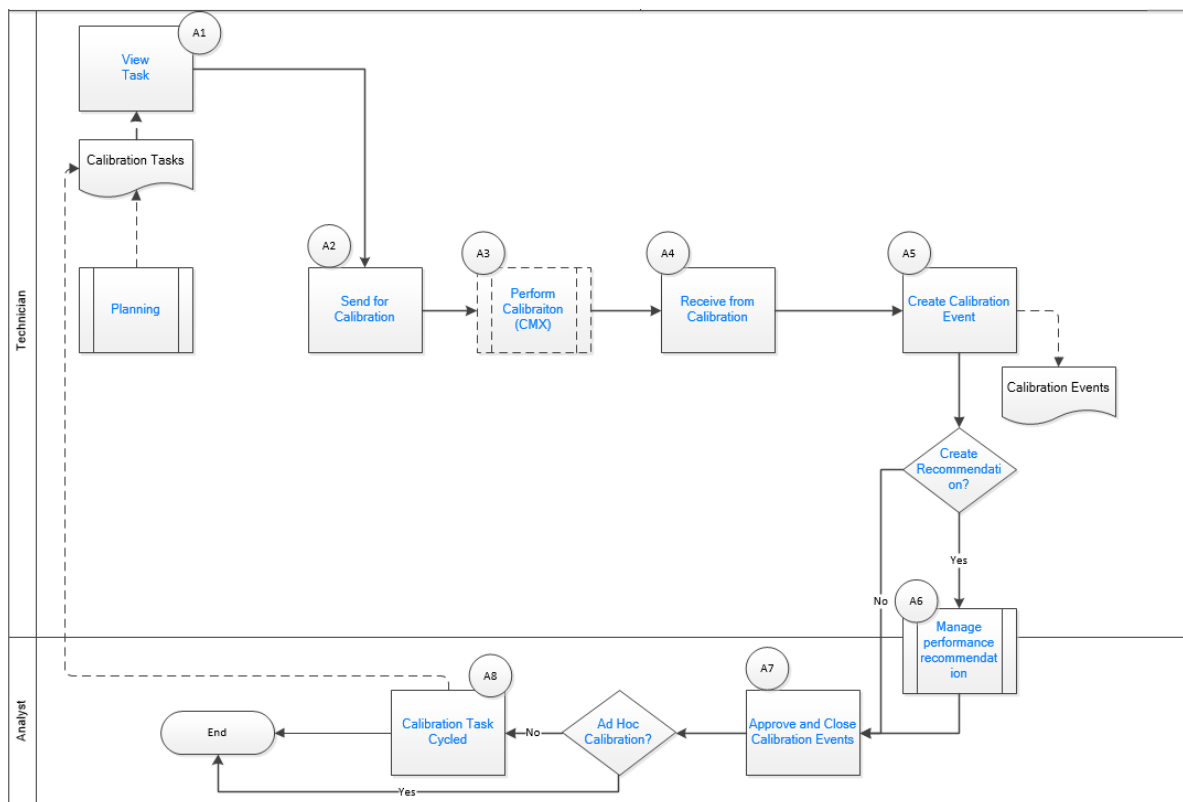 Technician
A1
View
Task
Calibration Tasks
Planning
A2
Send for
Calibration
A3
Perform
Calibraiton
(CMX)
A4
Receive from
Calibration
A5
Create Calibration
Event
Calibration Events
Create
Recommendati
on?
Yes
No
A6
Manage
performance
recommendation
Analyst
A7
Approve and Close
Calibration Events
Ad Hoc
Calibration?
No
Yes
A8
Calibration Task
Cycled
End